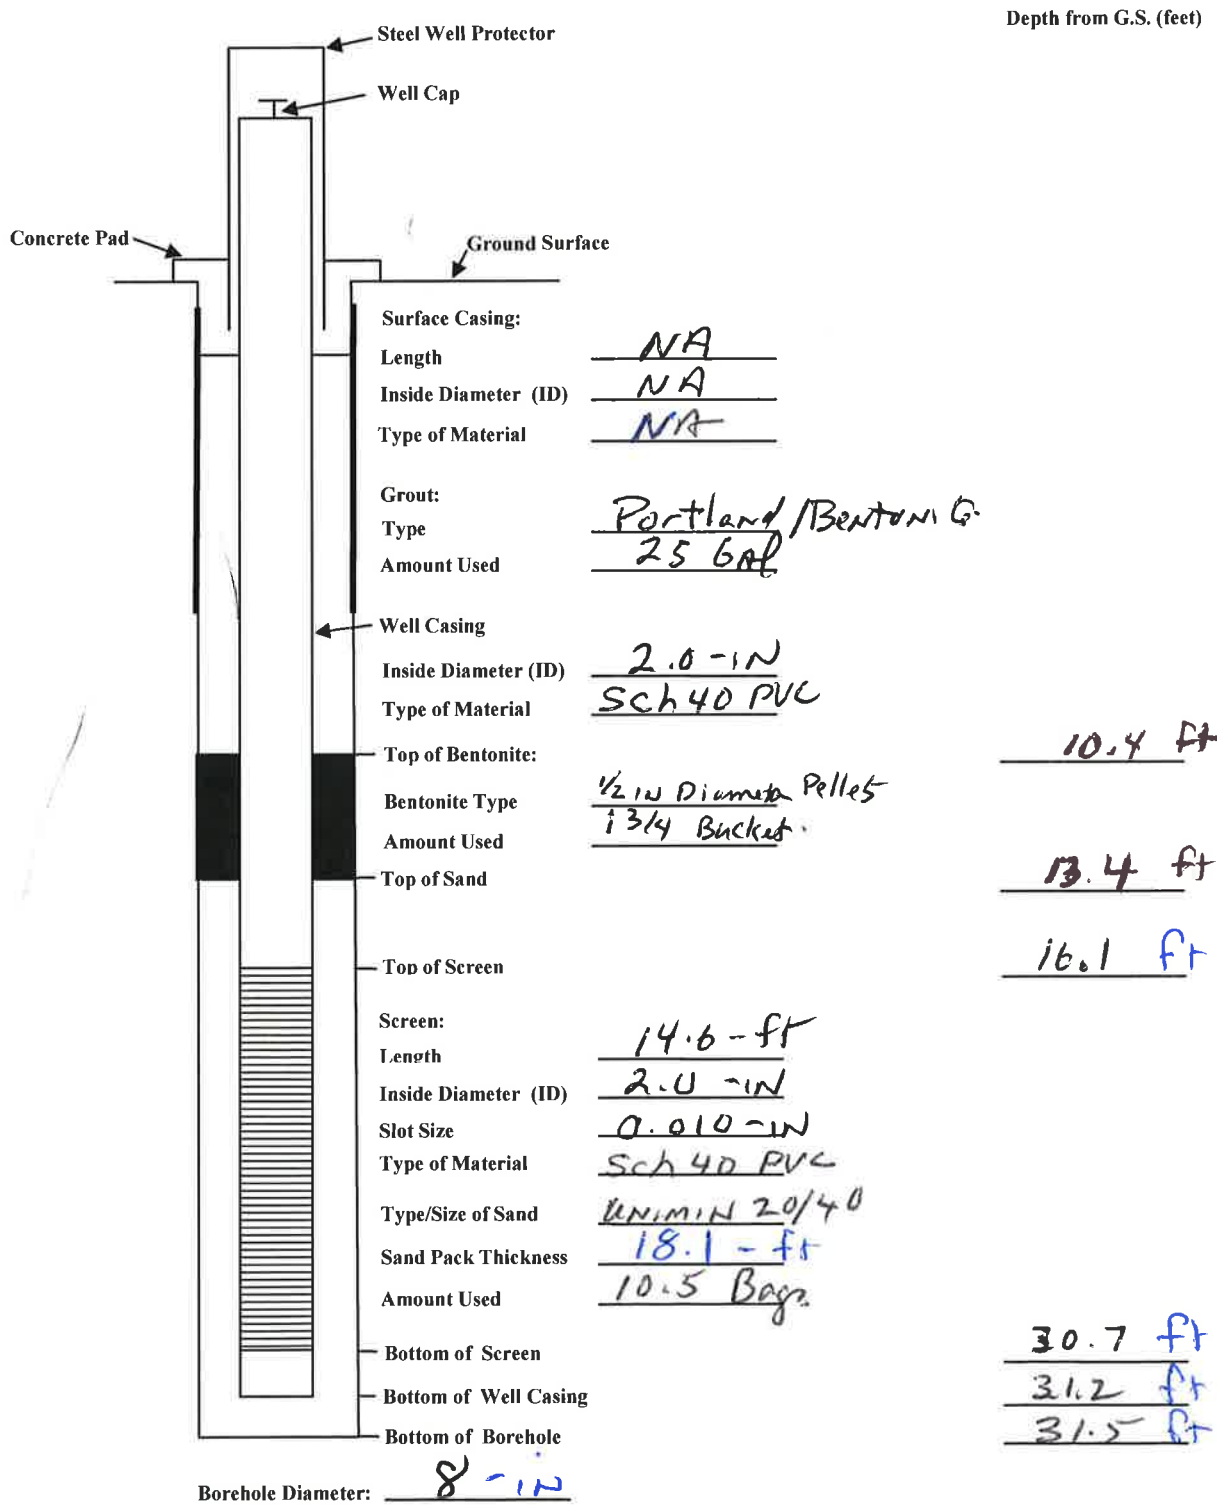 Depth from G.S. (feet)
Steel Well Protector
Well Cap
Concrete Pad
Ground Surface
Surface Casing:
Length NA
Inside Diameter (ID) NA
Type of Material NA
Grout:
Type Portland/Bentonite
Amount Used 25 Gal
Well Casing
Inside Diameter (ID) 2.0-IN
Type of Material Sch 40 PVC
Top of Bentonite: 10.4 ft
Bentonite Type 1/2 IN Diameter Pellets
Amount Used 1 3/4 Bucket.
Top of Sand 13.4 ft
Top of Screen 16.1 ft
Screen:
Length 14.6-ft
Inside Diameter (ID) 2.0-IN
Slot Size 0.010-IN
Type of Material Sch 40 PVC
Type/Size of Sand UNIMIN 20/40
Sand Pack Thickness 18.1-ft
Amount Used 10.5 Bags
Bottom of Screen 30.7 ft
Bottom of Well Casing 31.2 ft
Bottom of Borehole 31.5 ft
Borehole Diameter: 8-IN